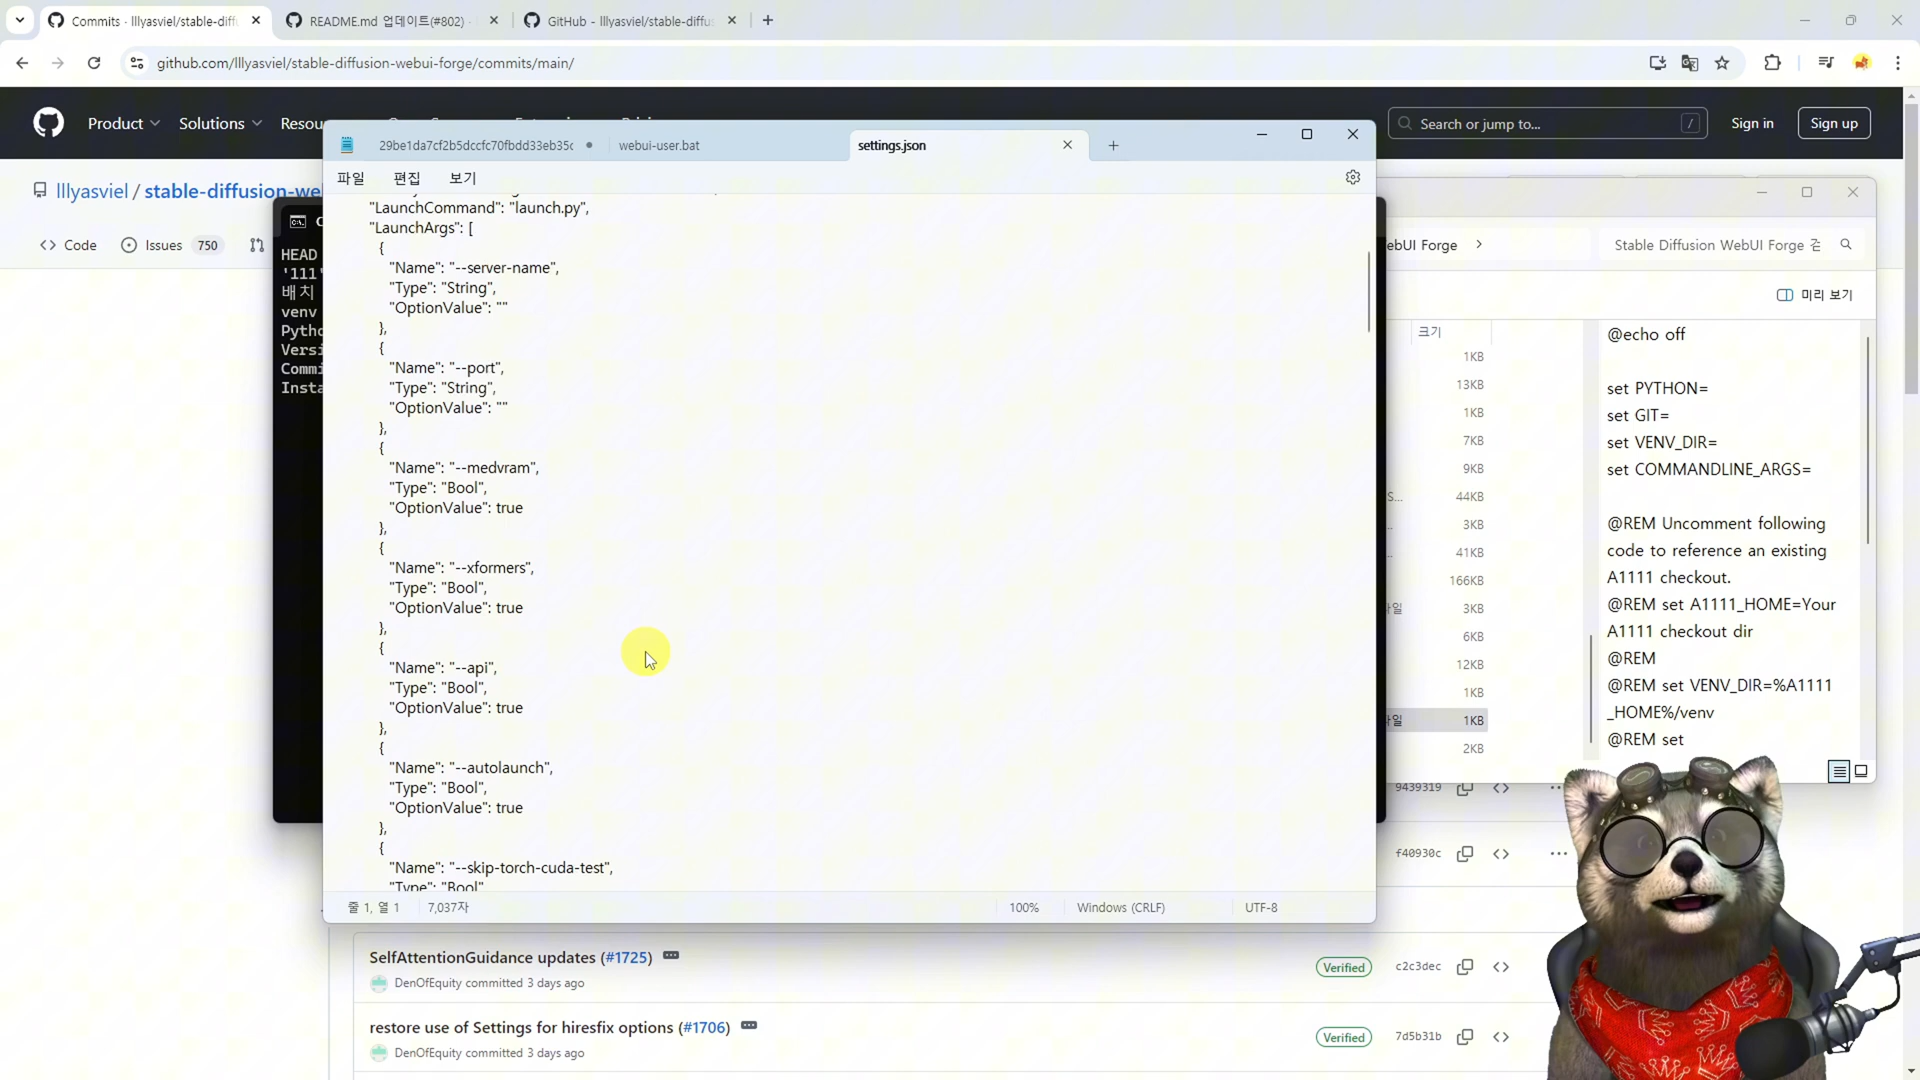 Commits · lllyasviel/stable-diff
README.md 업데이트(#802) ·
GitHub - lllyasviel/stable-diffus
github.com/lllyasviel/stable-diffusion-webui-forge/commits/main/
Product
Solutions
Resou
Search or jump to...
/
Sign in
Sign up
lllyasviel / stable-diffusion-we
Code
Issues 750
HEAD
'111'
배치
venv
Pytho
Versi
Commi
Insta
29be1da7cf2b5dccfc70fbdd33eb35c
webui-user.bat
settings.json
파일
편집
보기
"LaunchCommand": "launch.py",
"LaunchArgs": [
{
"Name": "--server-name",
"Type": "String",
"OptionValue": ""
},
{
"Name": "--port",
"Type": "String",
"OptionValue": ""
},
{
"Name": "--medvram",
"Type": "Bool",
"OptionValue": true
},
{
"Name": "--xformers",
"Type": "Bool",
"OptionValue": true
},
{
"Name": "--api",
"Type": "Bool",
"OptionValue": true
},
{
"Name": "--autolaunch",
"Type": "Bool",
"OptionValue": true
},
{
"Name": "--skip-torch-cuda-test",
"Type": "Bool"
줄 1, 열 1
7,037자
100%
Windows (CRLF)
UTF-8
ebUI Forge
Stable Diffusion WebUI Forge 검
미리 보기
크기
1KB
13KB
1KB
7KB
9KB
S... 44KB
3KB
41KB
166KB
일 3KB
6KB
12KB
1KB
일 1KB
2KB
@echo off
set PYTHON=
set GIT=
set VENV_DIR=
set COMMANDLINE_ARGS=
@REM Uncomment following
code to reference an existing
A1111 checkout.
@REM set A1111_HOME=Your
A1111 checkout dir
@REM
@REM set VENV_DIR=%A1111
_HOME%/venv
@REM set
9439319
f40930c
SelfAttentionGuidance updates (#1725)
DenOfEquity committed 3 days ago
Verified
c2c3dec
restore use of Settings for hiresfix options (#1706)
DenOfEquity committed 3 days ago
Verified
7d5b31b